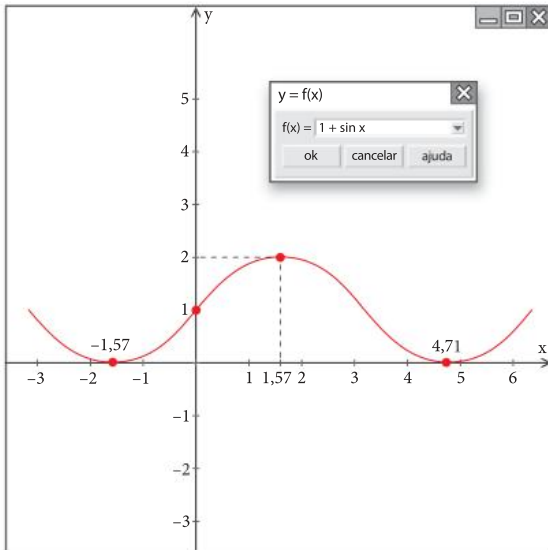 y
y = f(x)
f(x) = 1 + sin x
ok cancelar ajuda
5
4
3
2
1
–1,57 4,71
x
–3 –2 –1 1 1,57 2 3 4 5 6
–1
–2
–3